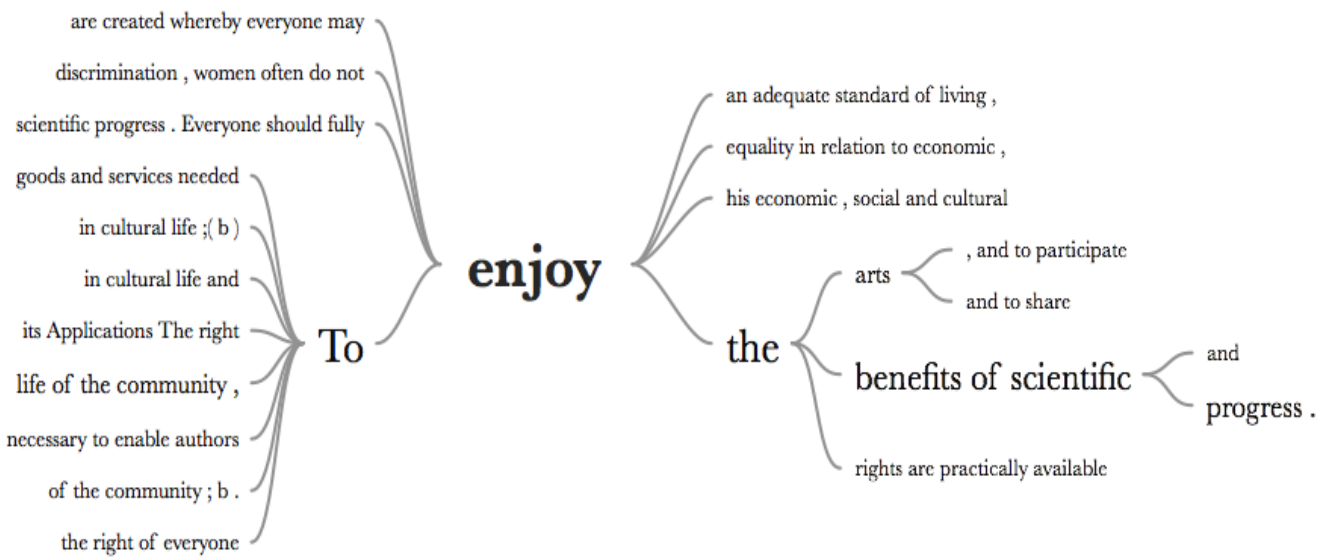 are created whereby everyone may
discrimination , women often do not
scientific progress . Everyone should fully
goods and services needed
in cultural life ;( b )
in cultural life and
its Applications The right
life of the community ,
necessary to enable authors
of the community ; b .
the right of everyone
To
enjoy
an adequate standard of living ,
equality in relation to economic ,
his economic , social and cultural
the
arts
, and to participate
and to share
benefits of scientific
and
progress .
rights are practically available